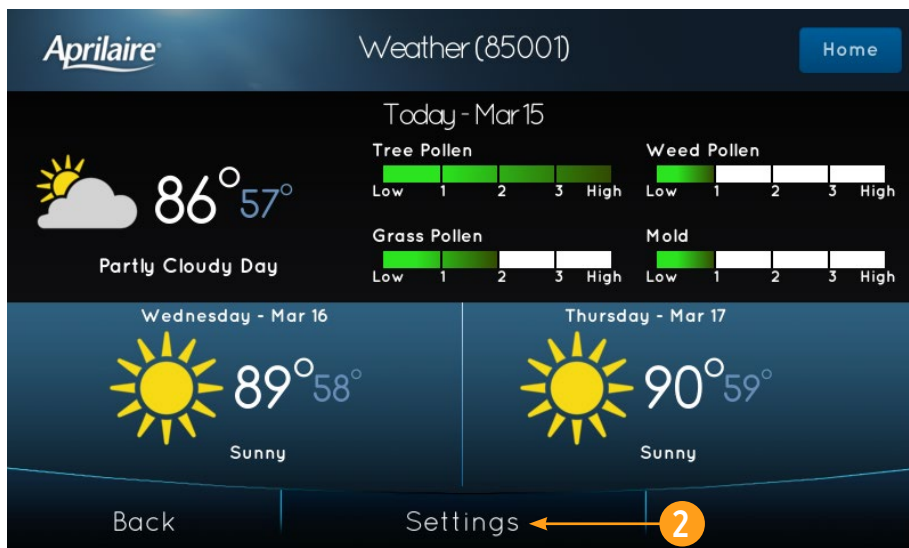 Aprilaire Weather (85001) Home
Today - Mar 15
Tree Pollen Weed Pollen
Low 1 2 3 High Low 1 2 3 High
86° 57°
Grass Pollen Mold
Partly Cloudy Day
Low 1 2 3 High Low 1 2 3 High
Wednesday - Mar 16 Thursday - Mar 17
89° 58° 90° 59°
Sunny Sunny
Back Settings 2